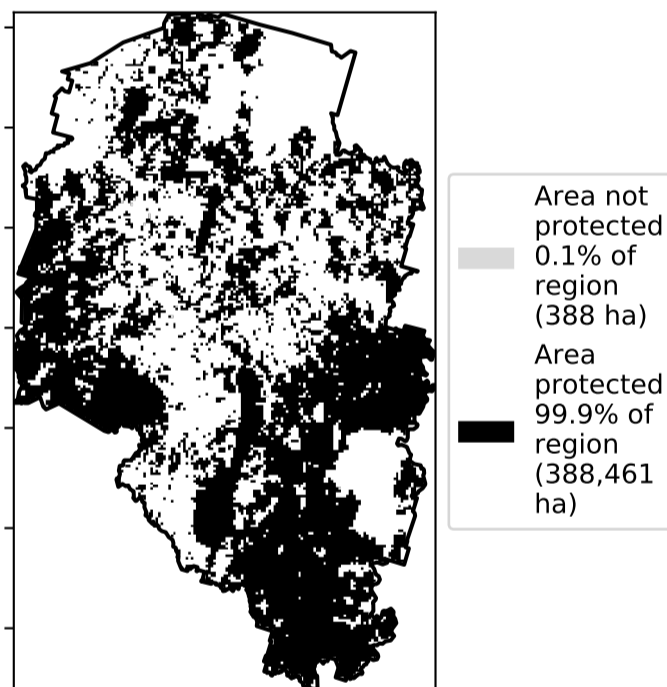 Area not
protected
0.1% of
region
(388 ha)
Area
protected
99.9% of
region
(388,461
ha)